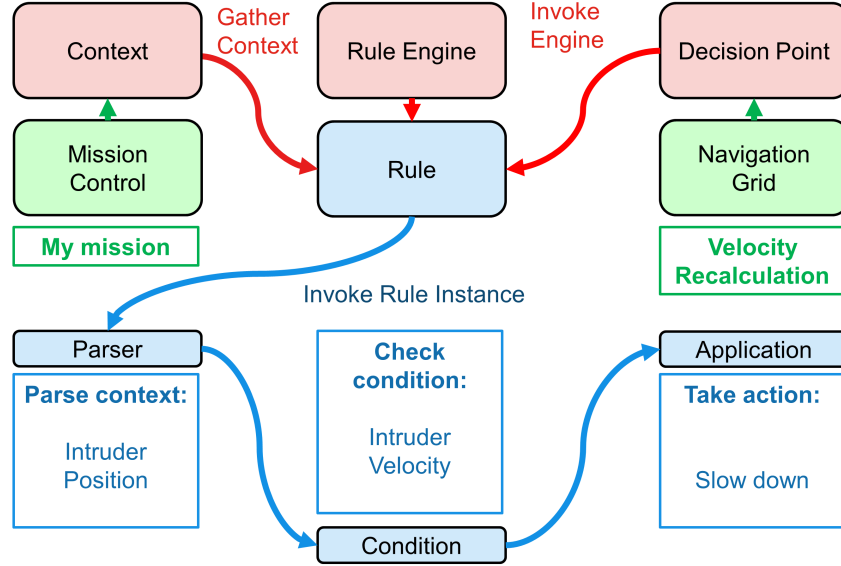 Gather
Context
Invoke
Engine
Context
Rule Engine
Decision Point
Mission
Control
Rule
Navigation
Grid
My mission
Velocity
Recalculation
Invoke Rule Instance
Parser
Check
condition:
Application
Parse context:
Take action:
Intruder
Position
Intruder
Velocity
Slow down
Condition